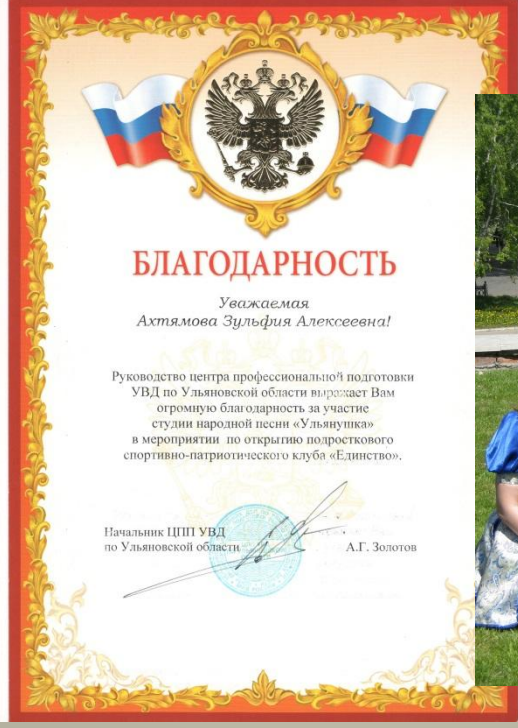 БЛАГОДАРНОСТЬ
Уважаемая
Ахтямова Зульфия Алексеевна!
Руководство центра профессиональной подготовки
УВД по Ульяновской области выражает Вам
огромную благодарность за участие
студии народной песни «Ульянушка»
в мероприятии по открытию подросткового
спортивно-патриотического клуба «Единство».
Начальник ЦПП УВД
по Ульяновской области А.Г. Золотов